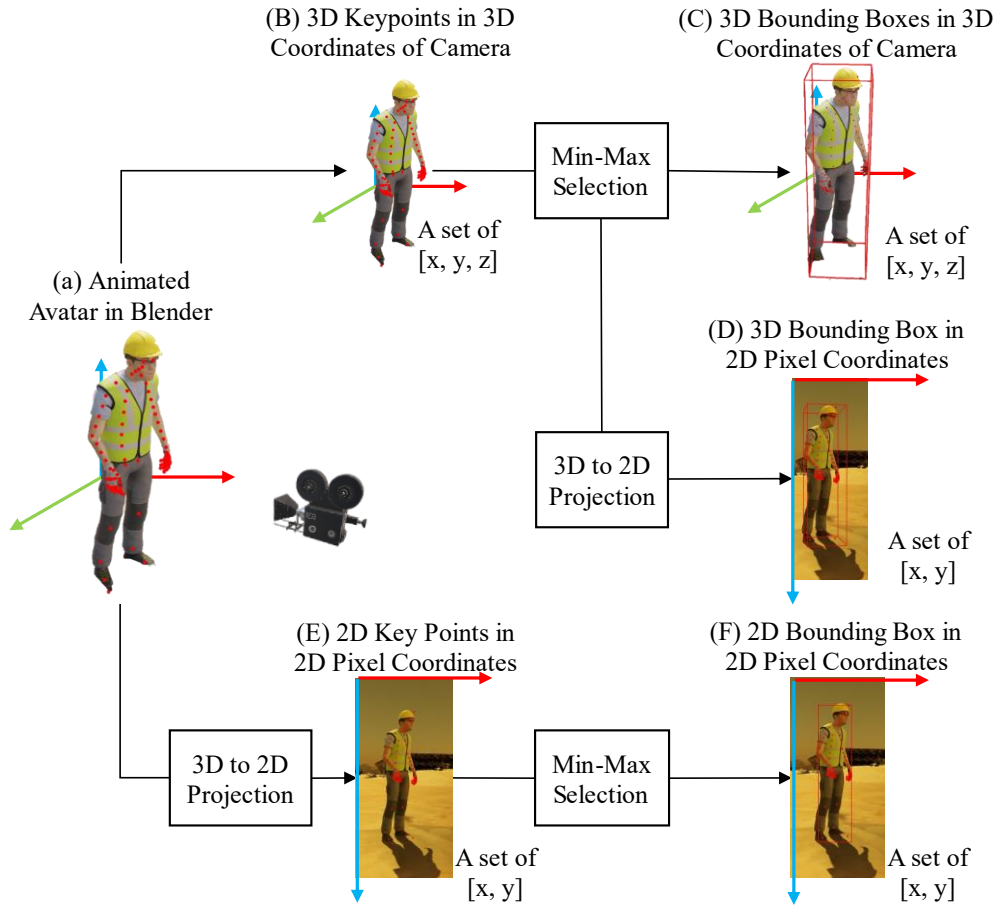 (B) 3D Keypoints in 3D
Coordinates of Camera
(C) 3D Bounding Boxes in 3D
Coordinates of Camera
Min-Max
Selection
A set of
[x, y, z]
A set of
[x, y, z]
(a) Animated
Avatar in Blender
(D) 3D Bounding Box in
2D Pixel Coordinates
3D to 2D
Projection
A set of
[x, y]
(E) 2D Key Points in
2D Pixel Coordinates
(F) 2D Bounding Box in
2D Pixel Coordinates
3D to 2D
Projection
Min-Max
Selection
A set of
[x, y]
A set of
[x, y]